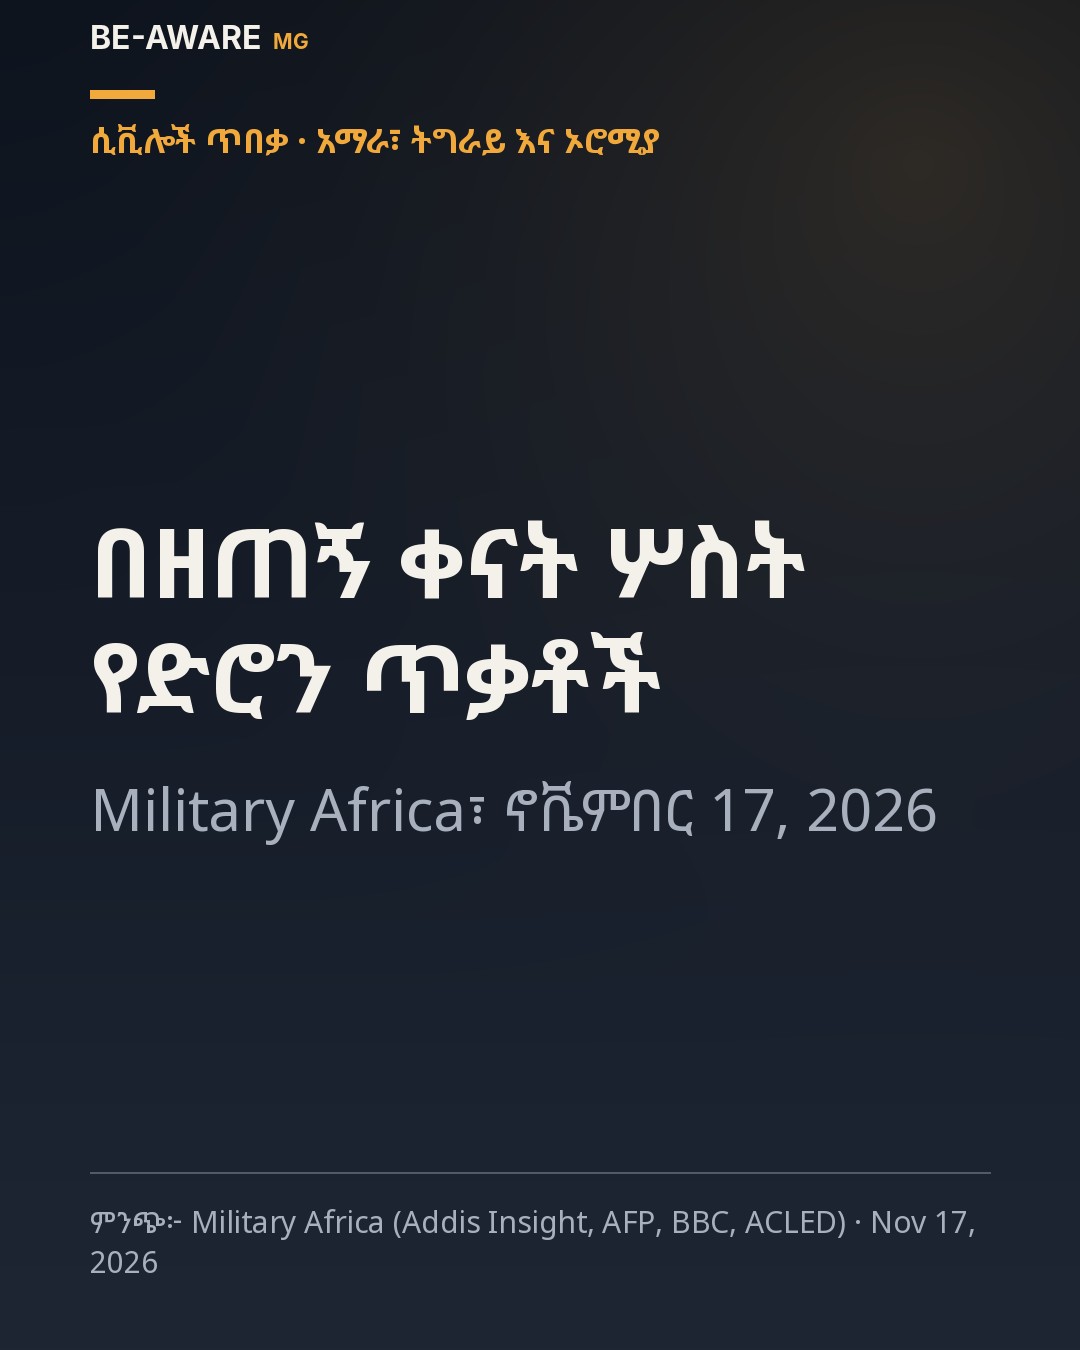 BE-AWARE MG
ሲቪሎች ጥበቃ · አማራ፣ ትግራይ እና ኦሮሚያ
በዘጠኝ ቀናት ሦስት
የድሮን ጥቃቶች
Military Africa፣ ኖቬምበር 17, 2026
ምንጭ፦ Military Africa (Addis Insight, AFP, BBC, ACLED) · Nov 17,
2026